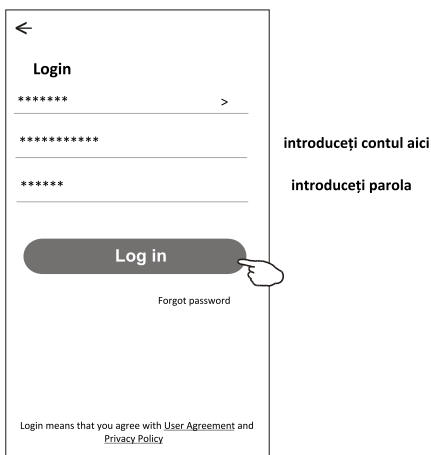 Login
******* >
*********** introduceți contul aici
****** introduceți parola
Log in
Forgot password
Login means that you agree with User Agreement and
Privacy Policy